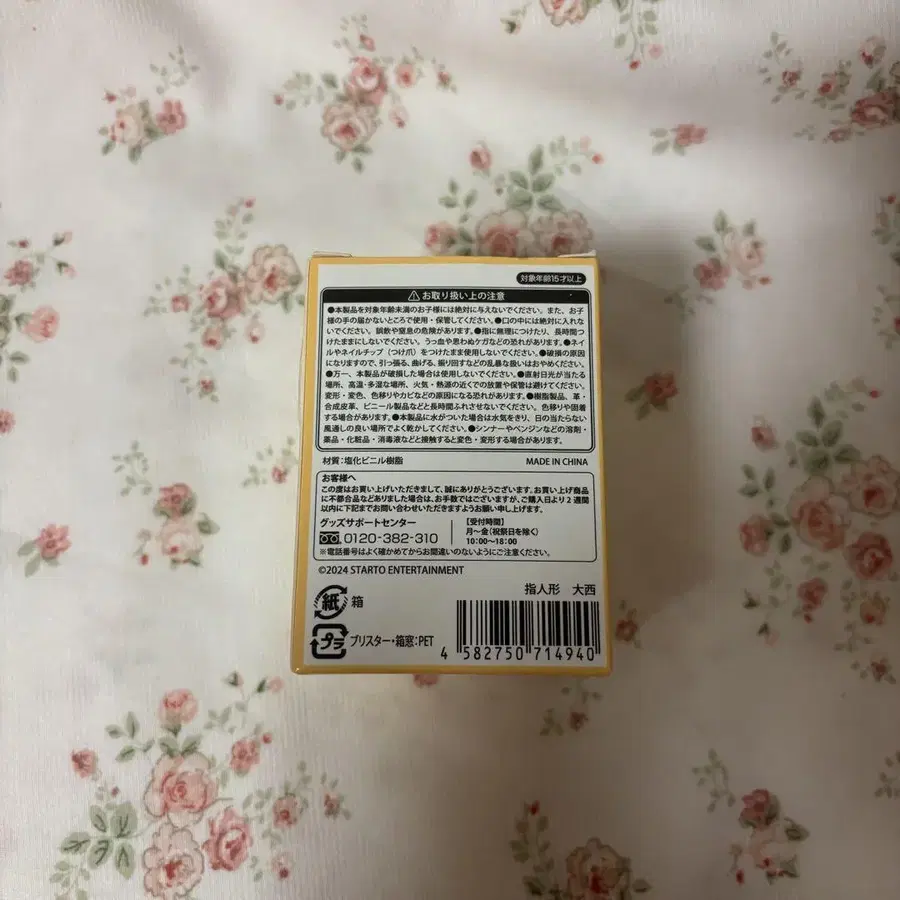 対象年齢15才以上
お取り扱い上の注意
●本製品を対象年齢未満のお子様には絶対に与えないでください。また、お子
様の手の届かないところで使用・保管してください。●口の中には絶対に入れな
いでください。誤飲や窒息の危険があります。●指に無理につけたり、長時間つ
けたままにしないでください。うっ血や思わぬケガなどの恐れがあります。●ネイ
ルやネイルチップ（つけ爪）をつけたまま使用しないでください。●破損の原因
になりますので、引っ張る、曲げる、振り回すなどの乱暴な扱いはおやめください。
●万一、本製品が破損した場合は使用しないでください。●直射日光が当たる
場所、高温・多湿な場所、火気・熱源の近くでの放置や保管は避けてください。
変形・変色、色移りやカビなどの原因になる恐れがあります。●樹脂製品、革・
合成皮革、ビニール製品などと長時間ふれさせないでください。色移りや固着
する場合があります。●本製品に水がついた場合は水気をきり、日の当たらない
風通しの良い場所でよく乾かしてください。●シンナーやベンジンなどの溶剤・
薬品・化粧品・消毒液などと接触すると変色・変形する場合があります。
材質：塩化ビニル樹脂 MADE IN CHINA
お客様へ
この度はお買い上げいただきまして、誠にありがとうございます。お買い上げ商品
に不都合品などありました場合は、お手数ではございますが、ご購入日より2週間
以内に下記までお問い合わせいただきますようお願い申し上げます。
グッズサポートセンター
0120-382-310
【受付時間】
月～金（祝祭日を除く）
10:00～18:00
※電話番号はよく確かめてからお間違いのないようにご注意ください。
©2024 STARTO ENTERTAINMENT
指人形 大西
紙 箱
プラ ブリスター・箱窓：PET
4 582750 714940